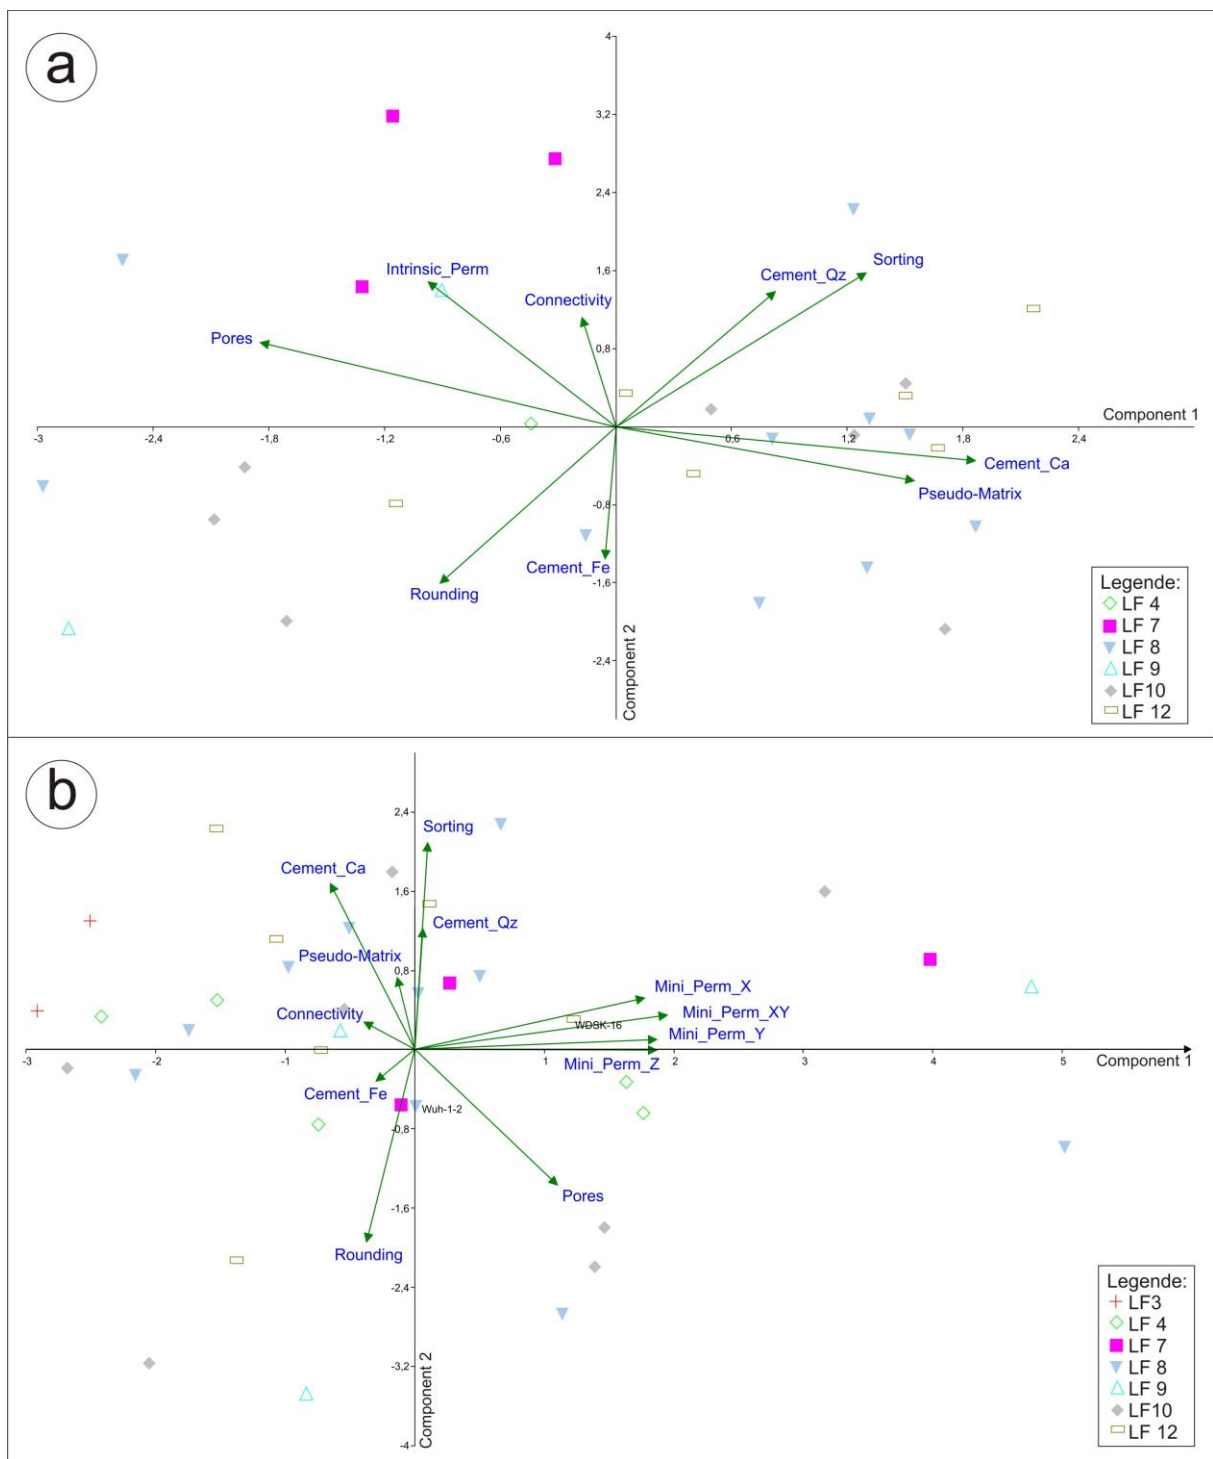 a
4
3,2
2,4
1,6
0,8
-0,8
-1,6
-2,4
-3
-2,4
-1,8
-1,2
-0,6
0,6
1,2
1,8
2,4
Component 1
Component 2
Intrinsic_Perm
Connectivity
Pores
Cement_Qz
Sorting
Cement_Ca
Pseudo-Matrix
Cement_Fe
Rounding
Legende:
LF 4
LF 7
LF 8
LF 9
LF10
LF 12
b
2,4
1,6
0,8
-0,8
-1,6
-2,4
-3,2
-4
-3
-2
-1
1
2
3
4
5
Component 1
Component 2
Sorting
Cement_Ca
Cement_Qz
Pseudo-Matrix
Connectivity
Mini_Perm_X
Mini_Perm_XY
WDSK-16
Mini_Perm_Y
Mini_Perm_Z
Cement_Fe
Wuh-1-2
Pores
Rounding
Legende:
LF3
LF 4
LF 7
LF 8
LF 9
LF10
LF 12